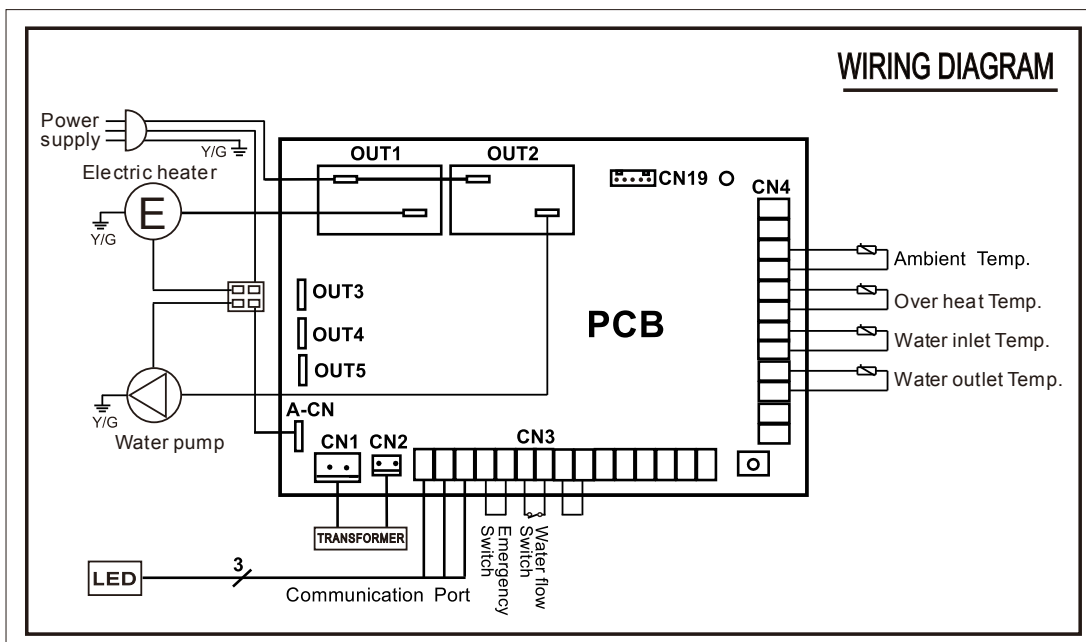 WIRING DIAGRAM
Power
supply
Y/G
Electric heater
E
Y/G
OUT1
OUT2
CN19
CN4
Ambient Temp.
Over heat Temp.
Water inlet Temp.
Water outlet Temp.
OUT3
OUT4
OUT5
PCB
A-CN
Y/G
Water pump
CN1
CN2
CN3
TRANSFORMER
Emergency
Switch
Water flow
Switch
LED
3
Communication Port